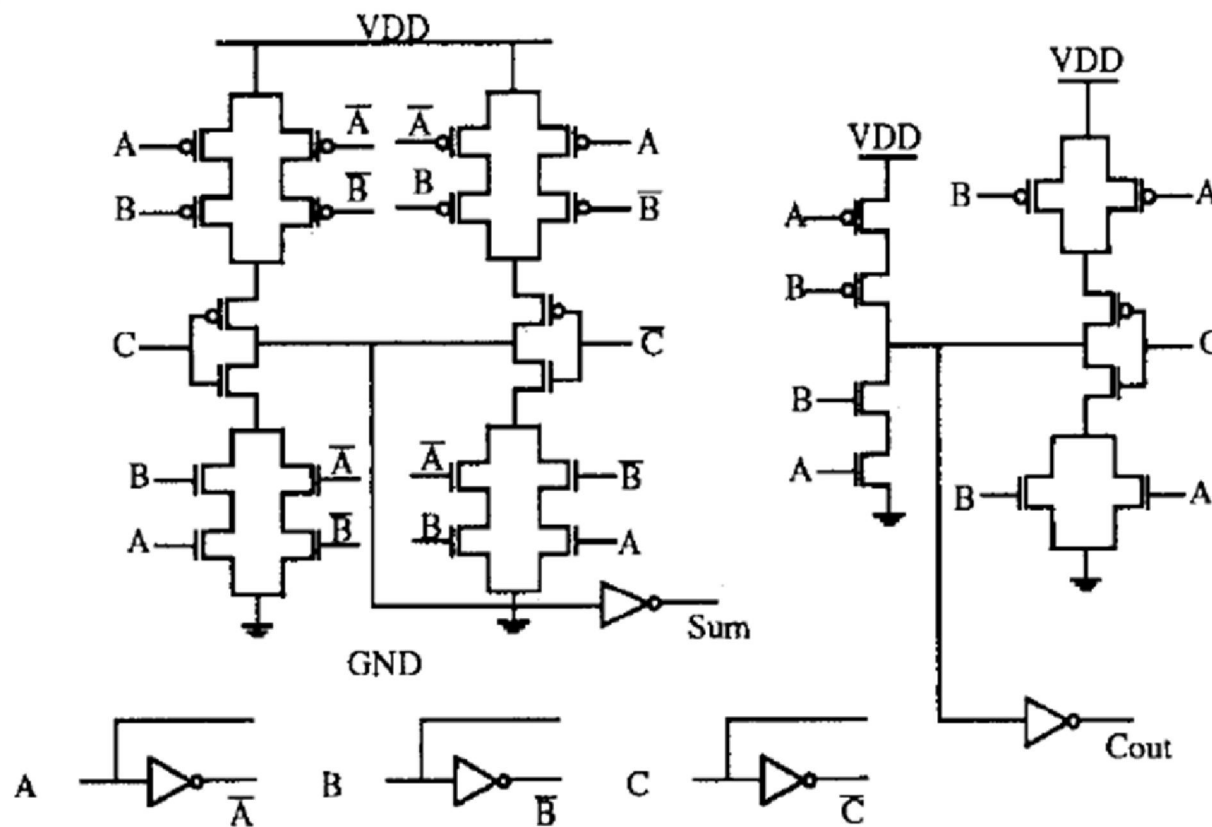 VDD
VDD
VDD
A A̅ A̅ A
B B̅ B B̅
B A
A
B
C C̅ C
B
A
B A̅ A̅ B̅
A B̅ B A
B A
Sum
GND
Cout
A A̅ B B̅ C C̅